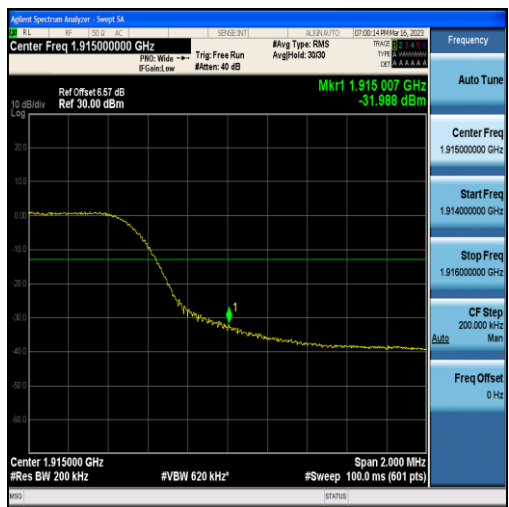 Agilent Spectrum Analyzer - Swept SA
RL RF 50 Ω AC SENSE:INT ALIGN AUTO 07:00:14 PM Mar 16, 2023
Center Freq 1.915000000 GHz
PNO: Wide
IFGain:Low
Trig: Free Run
#Atten: 40 dB
#Avg Type: RMS
Avg|Hold: 30/30
TRACE 1 2 3 4 5 6
TYPE A
DET A A A A A A
Frequency
Ref Offset 6.57 dB
Ref 30.00 dBm
10 dB/div
Log
Mkr1 1.915 007 GHz
-31.988 dBm
Auto Tune
20.0
10.0
0.00
-10.0
-20.0
-30.0
-40.0
-50.0
-60.0
1
Center Freq
1.915000000 GHz
Start Freq
1.914000000 GHz
Stop Freq
1.916000000 GHz
CF Step
200.000 kHz
Auto Man
Freq Offset
0 Hz
Center 1.915000 GHz Span 2.000 MHz
#Res BW 200 kHz #VBW 620 kHz* #Sweep 100.0 ms (601 pts)
MSG STATUS